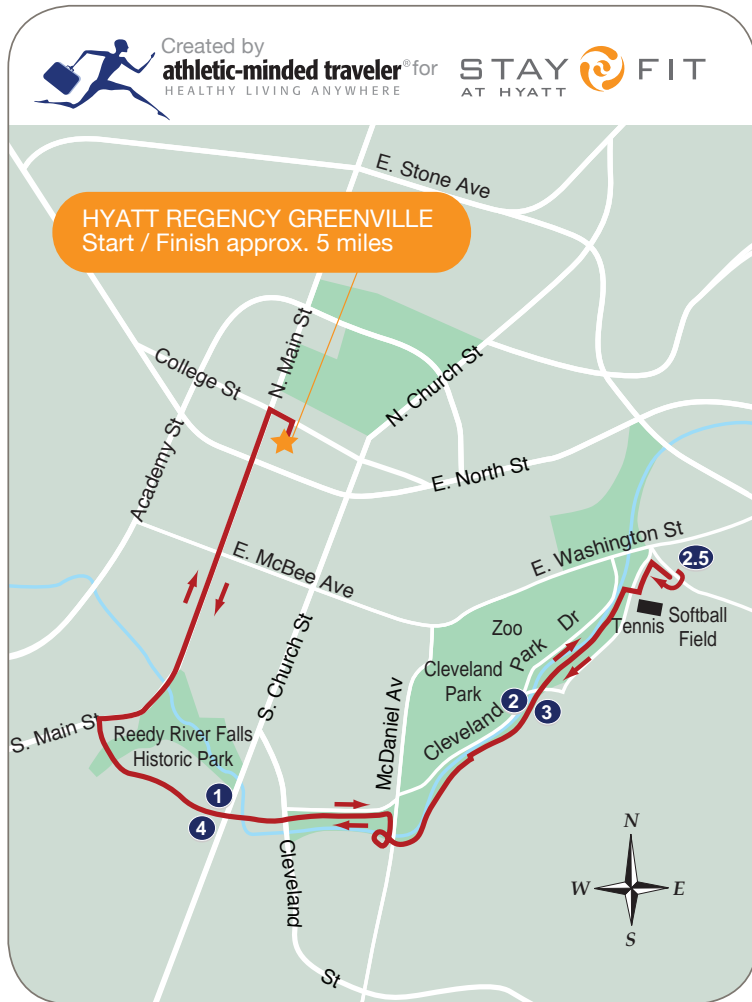 Created by
athletic-minded traveler® for
HEALTHY LIVING ANYWHERE
STAY FIT
AT HYATT
E. Stone Ave
HYATT REGENCY GREENVILLE
Start / Finish approx. 5 miles
N. Main St
College St
N. Church St
Academy St
E. North St
E. McBee Ave
E. Washington St
2.5
Zoo
Tennis
Softball
Field
Cleveland
Park
Cleveland Park Dr
2
3
S. Church St
McDaniel Av
S. Main St
Reedy River Falls
Historic Park
1
4
Cleveland St
N
W
E
S